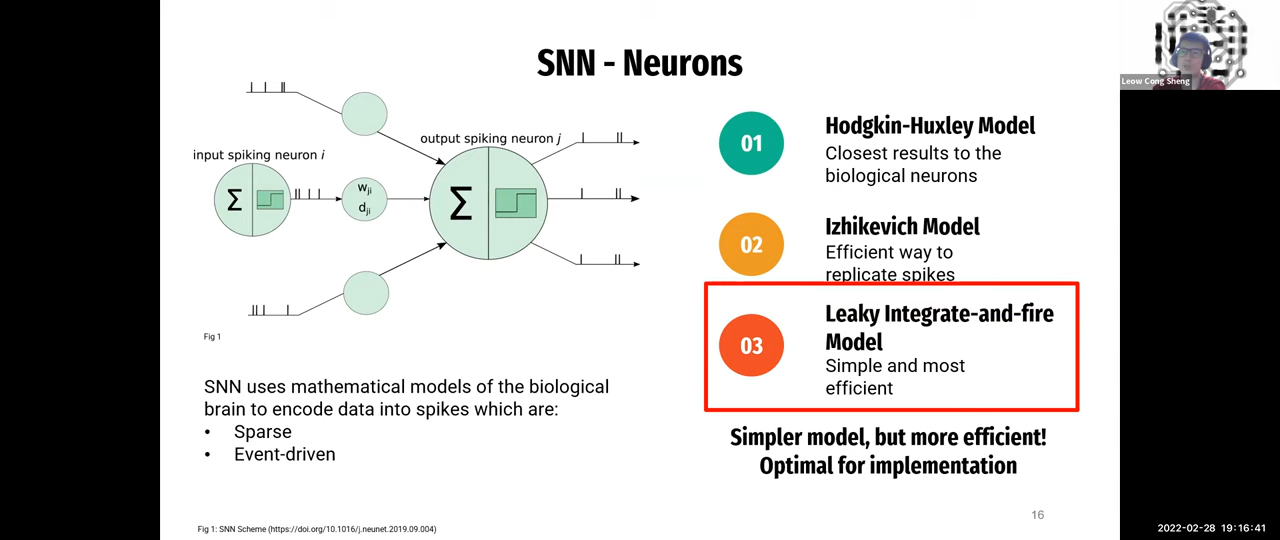 SNN - Neurons
Leow Cong Sheng
input spiking neuron i
Σ
w_ji
d_ji
output spiking neuron j
Σ
Fig 1
SNN uses mathematical models of the biological
brain to encode data into spikes which are:
• Sparse
• Event-driven
01
Hodgkin-Huxley Model
Closest results to the
biological neurons
02
Izhikevich Model
Efficient way to
replicate spikes
03
Leaky Integrate-and-fire
Model
Simple and most
efficient
Simpler model, but more efficient!
Optimal for implementation
16
Fig 1: SNN Scheme (https://doi.org/10.1016/j.neunet.2019.09.004)
2022-02-28 19:16:41